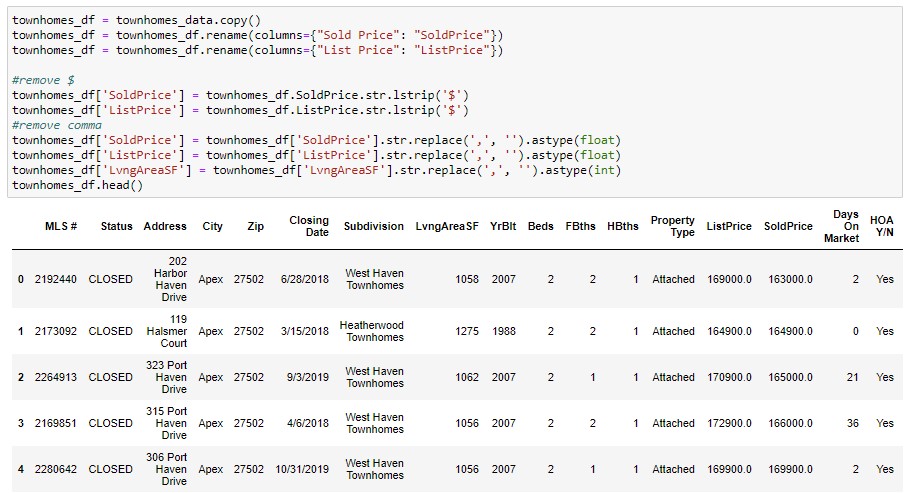 townhomes_df = townhomes_data.copy()
townhomes_df = townhomes_df.rename(columns={"Sold Price": "SoldPrice"})
townhomes_df = townhomes_df.rename(columns={"List Price": "ListPrice"})
#remove $
townhomes_df['SoldPrice'] = townhomes_df.SoldPrice.str.lstrip('$')
townhomes_df['ListPrice'] = townhomes_df.ListPrice.str.lstrip('$')
#remove comma
townhomes_df['SoldPrice'] = townhomes_df['SoldPrice'].str.replace(',', '').astype(float)
townhomes_df['ListPrice'] = townhomes_df['ListPrice'].str.replace(',', '').astype(float)
townhomes_df['LvngAreaSF'] = townhomes_df['LvngAreaSF'].str.replace(',', '').astype(int)
townhomes_df.head()
MLS # Status Address City Zip Closing Date Subdivision LvngAreaSF YrBlt Beds FBths HBths Property Type ListPrice SoldPrice Days On Market HOA Y/N
0 2192440 CLOSED 202 Harbor Haven Drive Apex 27502 6/28/2018 West Haven Townhomes 1058 2007 2 2 1 Attached 169000.0 163000.0 2 Yes
1 2173092 CLOSED 119 Halsmer Court Apex 27502 3/15/2018 Heatherwood Townhomes 1275 1988 2 2 1 Attached 164900.0 164900.0 0 Yes
2 2264913 CLOSED 323 Port Haven Drive Apex 27502 9/3/2019 West Haven Townhomes 1062 2007 2 1 1 Attached 170900.0 165000.0 21 Yes
3 2169851 CLOSED 315 Port Haven Drive Apex 27502 4/6/2018 West Haven Townhomes 1056 2007 2 2 1 Attached 172900.0 166000.0 36 Yes
4 2280642 CLOSED 306 Port Haven Drive Apex 27502 10/31/2019 West Haven Townhomes 1056 2007 2 1 1 Attached 169900.0 169900.0 2 Yes